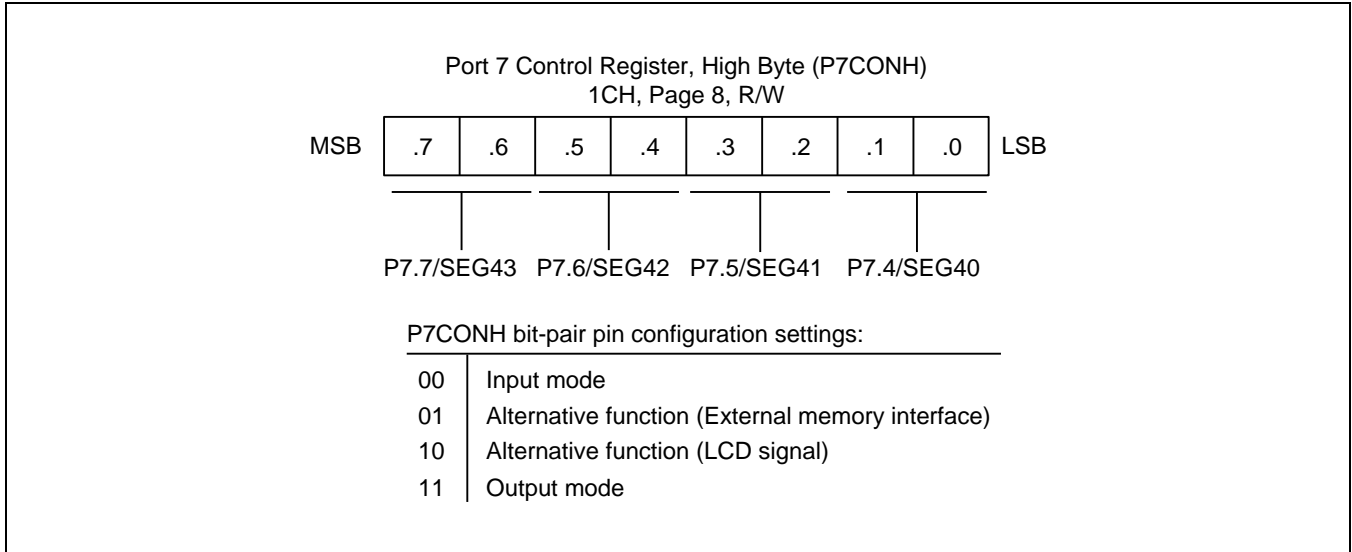 Port 7 Control Register, High Byte (P7CONH)
1CH, Page 8, R/W
MSB .7 .6 .5 .4 .3 .2 .1 .0 LSB
P7.7/SEG43 P7.6/SEG42 P7.5/SEG41 P7.4/SEG40
P7CONH bit-pair pin configuration settings:
00 Input mode
01 Alternative function (External memory interface)
10 Alternative function (LCD signal)
11 Output mode